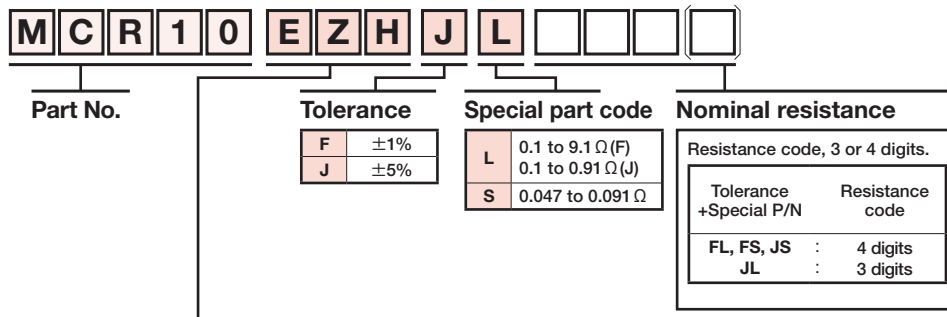 MCR10 EZH J L
Part No.
Tolerance
F ±1%
J ±5%
Special part code
L 0.1 to 9.1 Ω (F)
0.1 to 0.91 Ω (J)
S 0.047 to 0.091 Ω
Nominal resistance
Resistance code, 3 or 4 digits.
Tolerance +Special P/N Resistance code
FL, FS, JS : 4 digits
JL : 3 digits